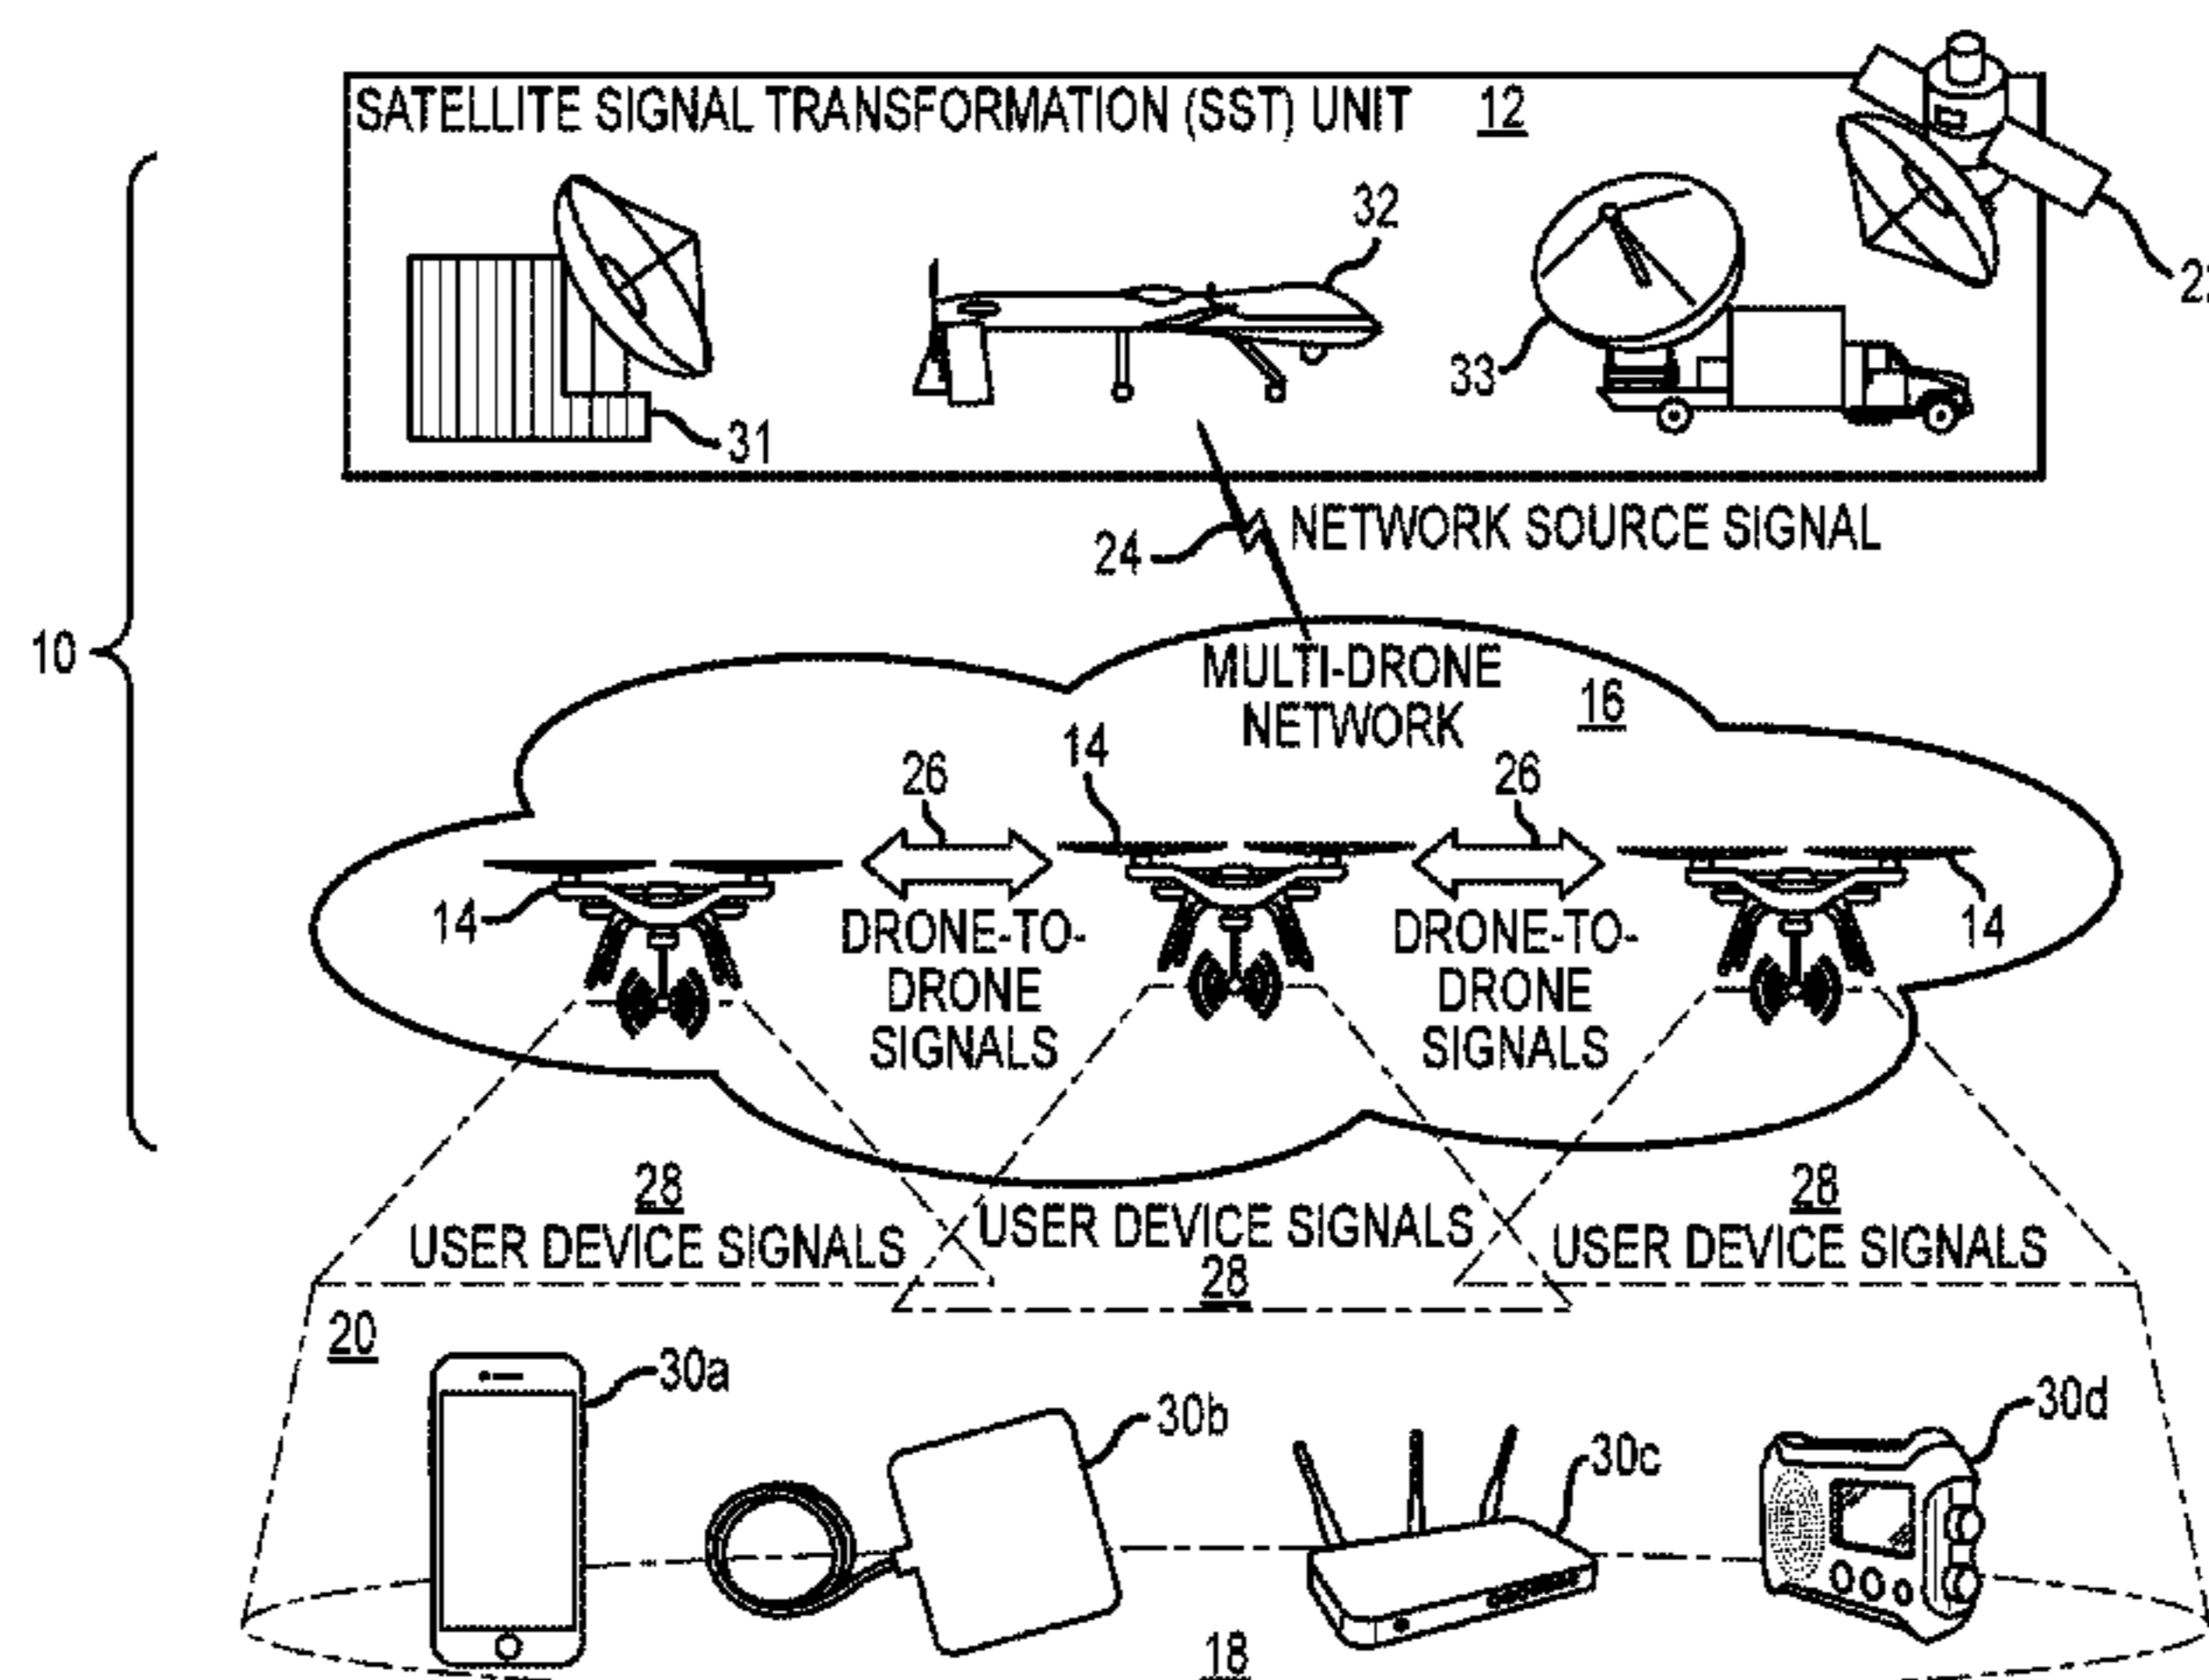 SATELLITE SIGNAL TRANSFORMATION (SST) UNIT 12
32
33
31
10
24
NETWORK SOURCE SIGNAL
MULTI-DRONE
NETWORK
16
14
26
26
14
14
DRONE-TO-
DRONE
SIGNALS
DRONE-TO-
DRONE
SIGNALS
28
USER DEVICE SIGNALS
USER DEVICE SIGNALS
28
28
USER DEVICE SIGNALS
20
30a
30b
30c
30d
18